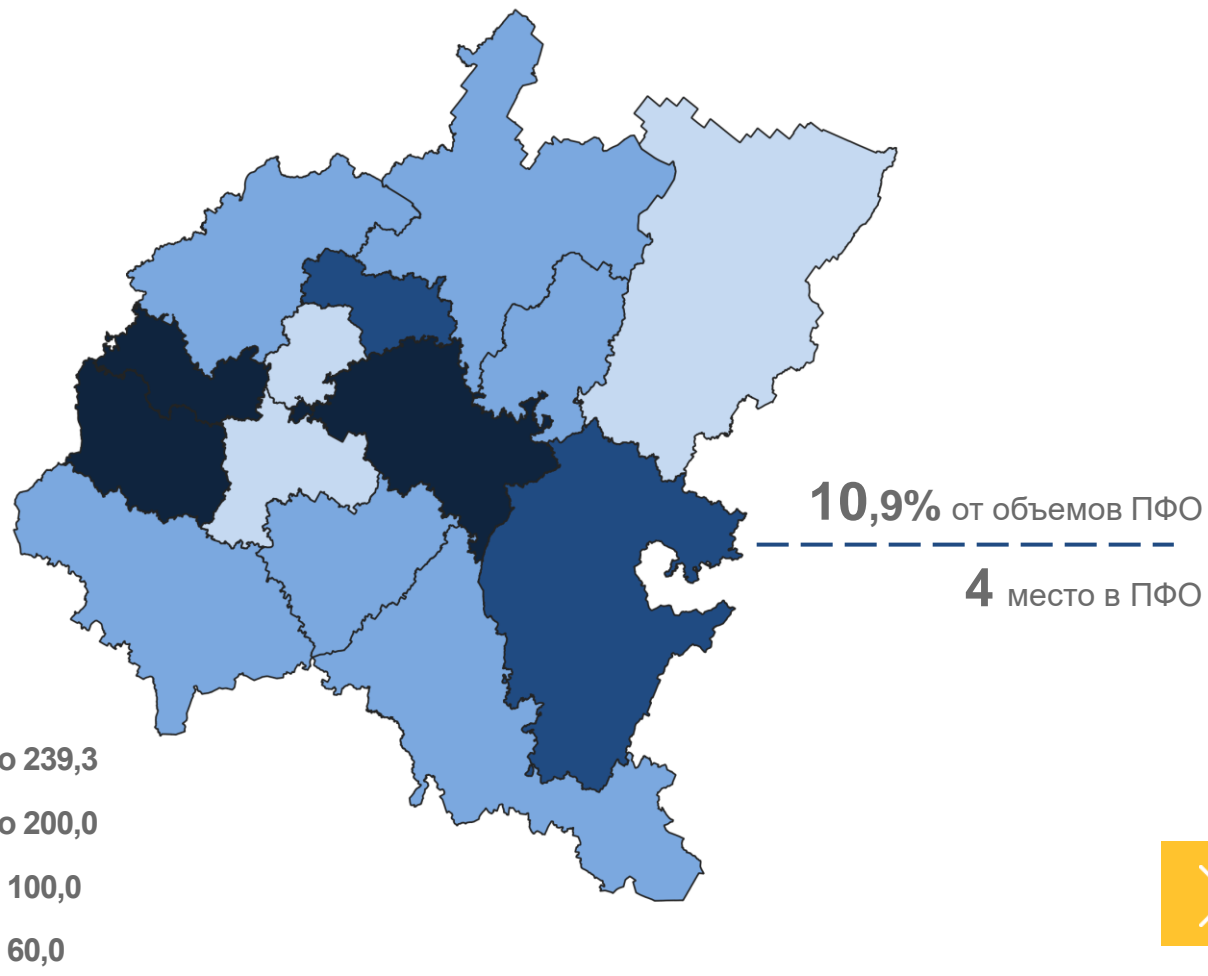 10,9% от объемов ПФО
4 место в ПФО
о 239,3
о 200,0
100,0
60,0